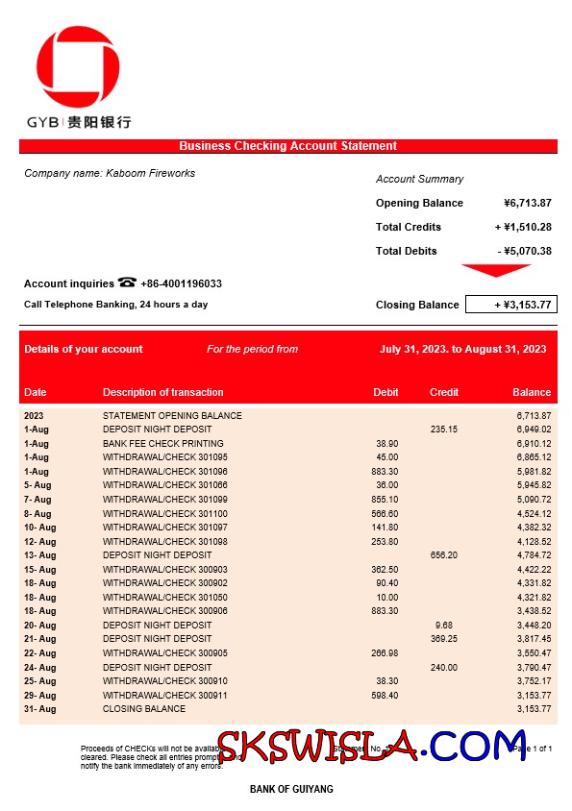 GYB 贵阳银行
Business Checking Account Statement
Company name: Kaboom Fireworks
Account Summary
Opening Balance ¥6,713.87
Total Credits + ¥1,510.28
Total Debits - ¥5,070.38
Account inquiries ☎ +86-4001196033
Call Telephone Banking, 24 hours a day
Closing Balance + ¥3,153.77
Details of your account For the period from July 31, 2023. to August 31, 2023
Date Description of transaction Debit Credit Balance
2023 STATEMENT OPENING BALANCE 6,713.87
1-Aug DEPOSIT NIGHT DEPOSIT 235.15 6,949.02
1-Aug BANK FEE CHECK PRINTING 38.90 6,910.12
1-Aug WITHDRAWAL/CHECK 301095 45.00 6,865.12
1-Aug WITHDRAWAL/CHECK 301096 883.30 5,981.82
5- Aug WITHDRAWAL/CHECK 301066 36.00 5,945.82
7- Aug WITHDRAWAL/CHECK 301099 855.10 5,090.72
8- Aug WITHDRAWAL/CHECK 301100 566.60 4,524.12
10- Aug WITHDRAWAL/CHECK 301097 141.80 4,382.32
12- Aug WITHDRAWAL/CHECK 301098 253.80 4,128.52
13- Aug DEPOSIT NIGHT DEPOSIT 656.20 4,784.72
15- Aug WITHDRAWAL/CHECK 300903 362.50 4,422.22
18- Aug WITHDRAWAL/CHECK 300902 90.40 4,331.82
18- Aug WITHDRAWAL/CHECK 301050 10.00 4,321.82
18- Aug WITHDRAWAL/CHECK 300906 883.30 3,438.52
20- Aug DEPOSIT NIGHT DEPOSIT 9.68 3,448.20
21- Aug DEPOSIT NIGHT DEPOSIT 369.25 3,817.45
22- Aug WITHDRAWAL/CHECK 300905 266.98 3,550.47
24- Aug DEPOSIT NIGHT DEPOSIT 240.00 3,790.47
25- Aug WITHDRAWAL/CHECK 300910 38.30 3,752.17
29- Aug WITHDRAWAL/CHECK 300911 598.40 3,153.77
31- Aug CLOSING BALANCE 3,153.77
Proceeds of CHECKs will not be No. 1 of 1
cleared. Please check all entries
notify the bank immediately of any errors.
SKSWISLA.COM
BANK OF GUIYANG